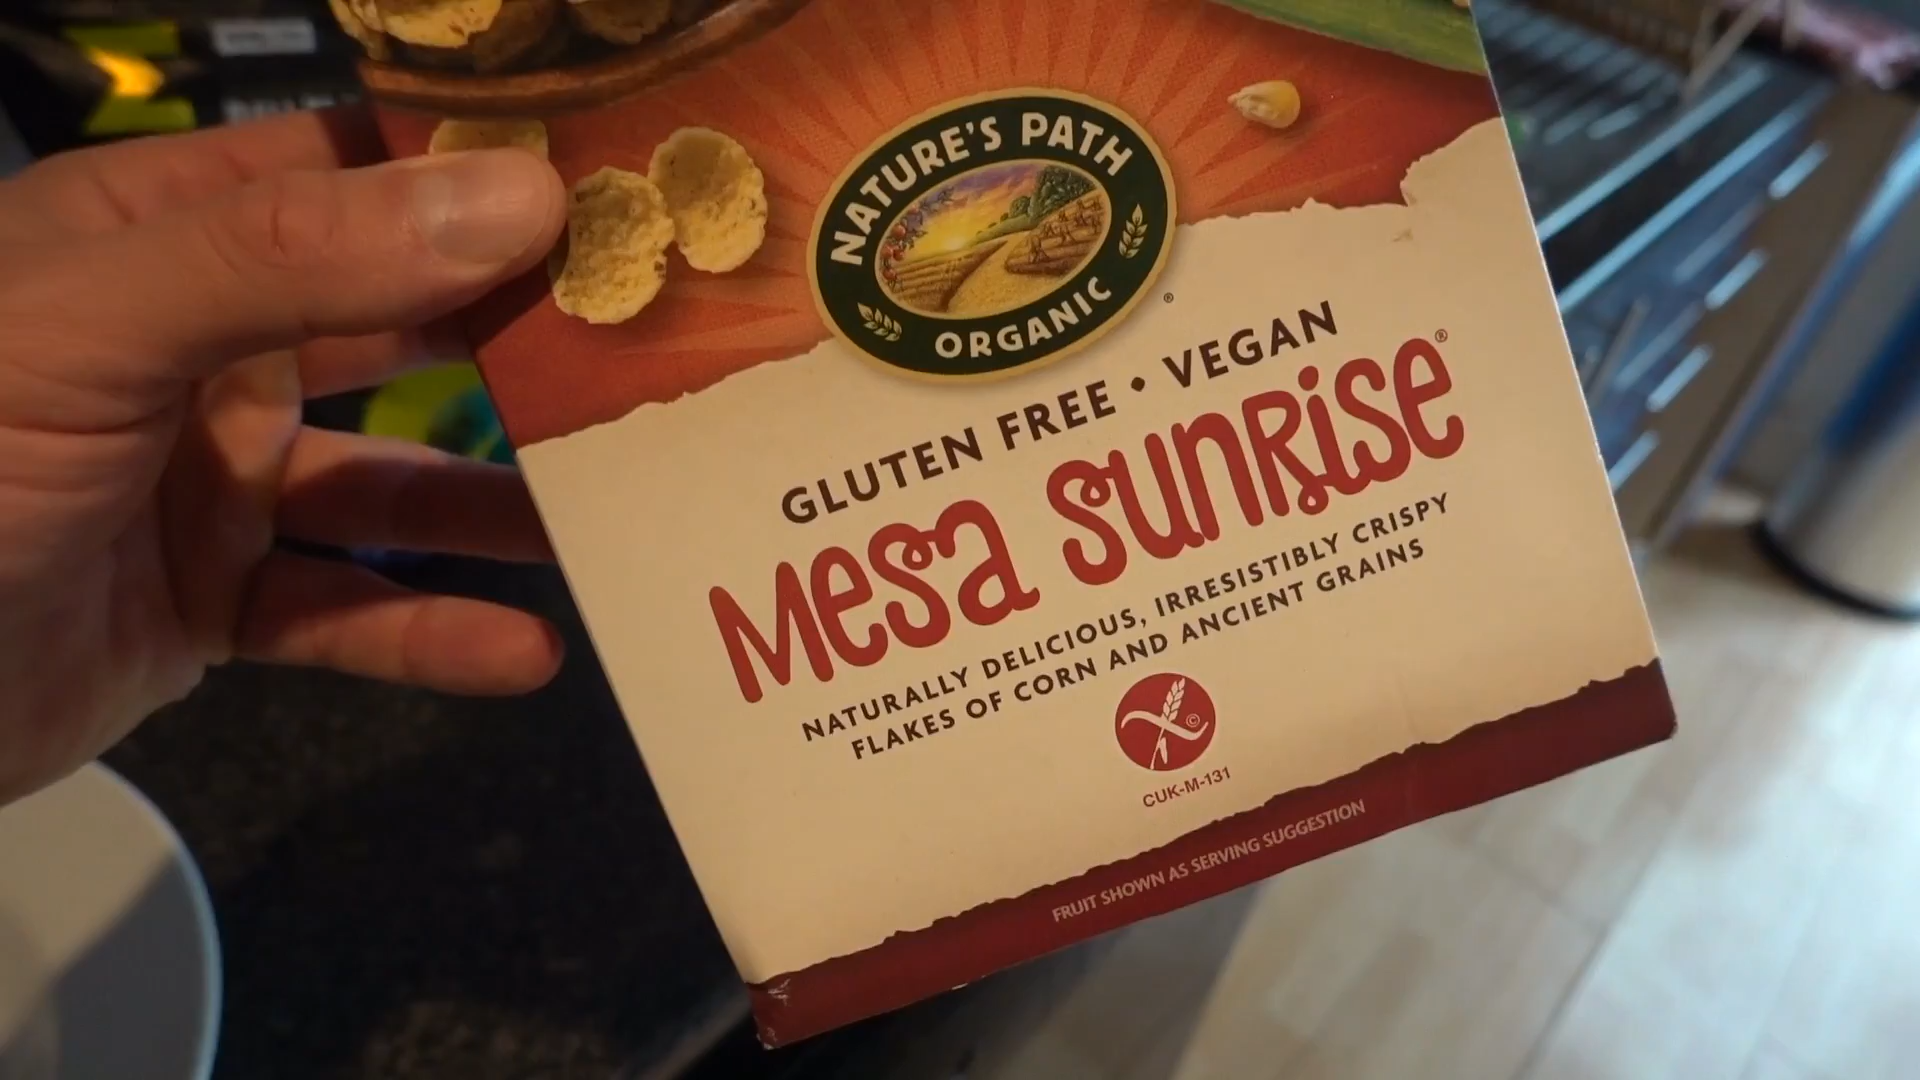 NATURE'S PATH
ORGANIC
®
GLUTEN FREE • VEGAN
Mesa Sunrise®
NATURALLY DELICIOUS, IRRESISTIBLY CRISPY
FLAKES OF CORN AND ANCIENT GRAINS
©
CUK-M-131
FRUIT SHOWN AS SERVING SUGGESTION